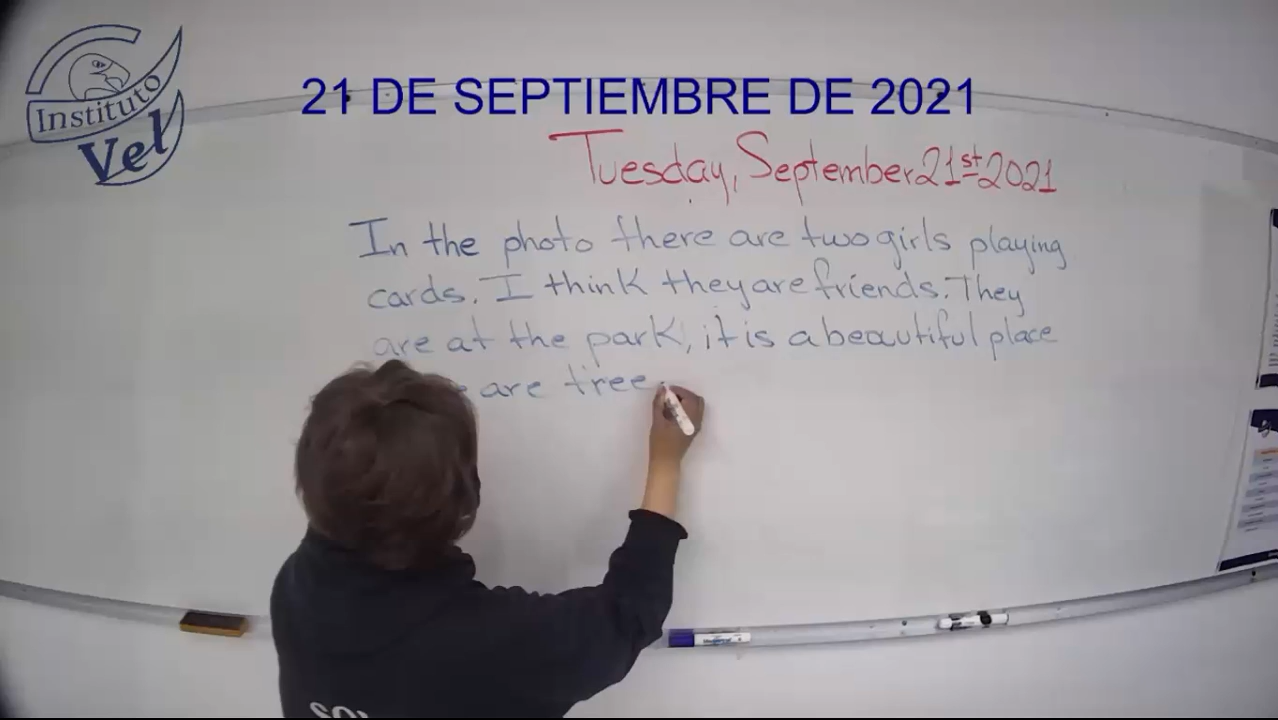 Instituto
Vel
21 DE SEPTIEMBRE DE 2021
Tuesday, September 21st 2021
In the photo there are two girls playing
cards. I think they are friends. They
are at the park, it is a beautiful place
are tree